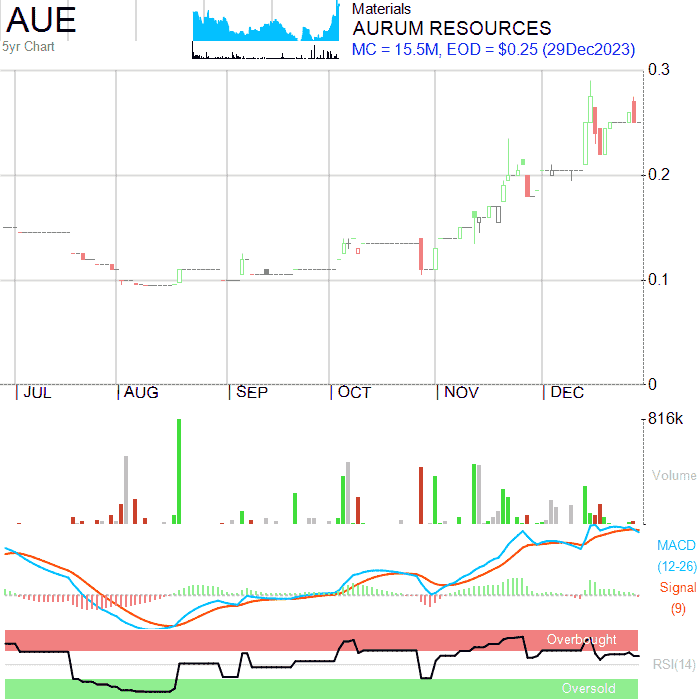 AUE
5yr Chart
Materials
AURUM RESOURCES
MC = 15.5M, EOD = $0.25 (29Dec2023)
0.3
0.2
0.1
0
JUL AUG SEP OCT NOV DEC
816k
Volume
MACD
(12-26)
Signal
(9)
Overbought
RSI(14)
Oversold